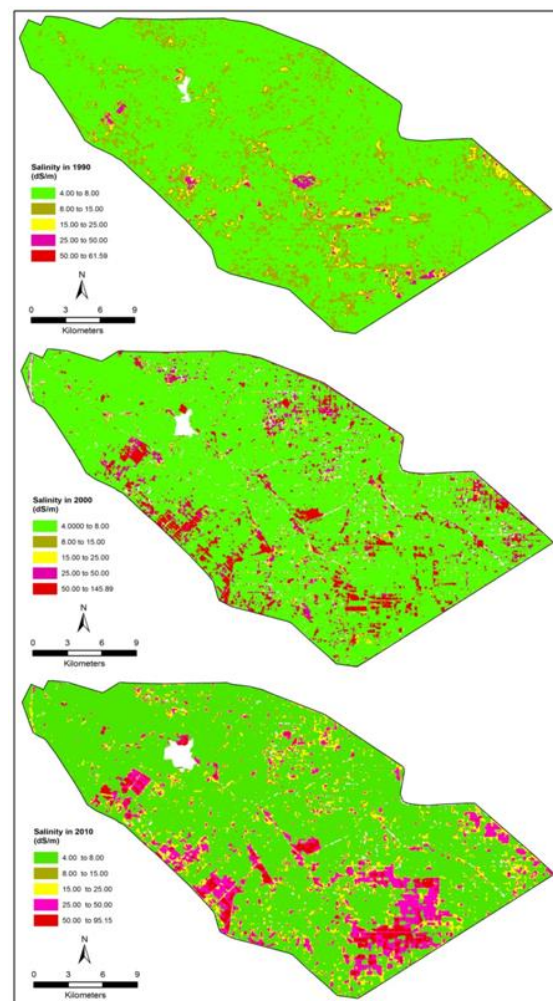 Salinity in 1990
(dS/m)
4.00 to 8.00
8.00 to 15.00
15.00 to 25.00
25.00 to 50.00
50.00 to 61.59
N
0 3 6 9
Kilometers
Salinity in 2000
(dS/m)
4.0000 to 8.00
8.00 to 15.00
15.00 to 25.00
25.00 to 50.00
50.00 to 145.89
N
0 3 6 9
Kilometers
Salinity in 2010
(dS/m)
4.00 to 8.00
8.00 to 15.00
15.00 to 25.00
25.00 to 50.00
50.00 to 95.15
N
0 3 6 9
Kilometers